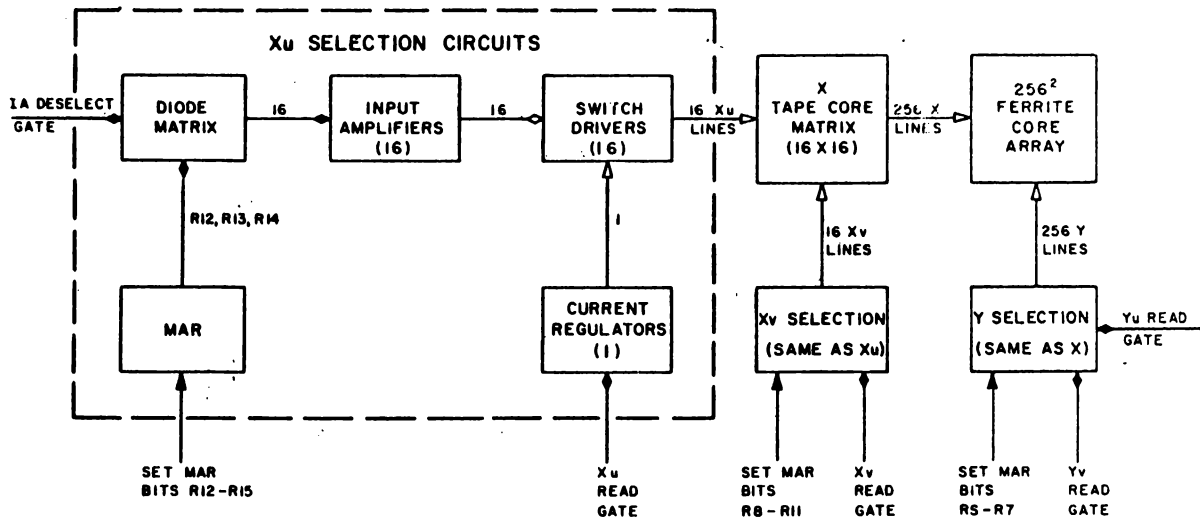 Xu SELECTION CIRCUITS
IA DESELECT
GATE
DIODE
MATRIX
16
INPUT
AMPLIFIERS
(16)
16
SWITCH
DRIVERS
(16)
16 Xu
LINES
X
TAPE CORE
MATRIX
(16 X 16)
256 X
LINES
256²
FERRITE
CORE
ARRAY
R12, R13, R14
1
16 Xv
LINES
256 Y
LINES
MAR
CURRENT
REGULATORS
(1)
Xv SELECTION
(SAME AS Xu)
Y SELECTION
(SAME AS X)
Yu READ
GATE
SET MAR
BITS R12-R15
Xu
READ
GATE
SET MAR
BITS
R8-R11
Xv
READ
GATE
SET MAR
BITS
RS-R7
Yv
READ
GATE